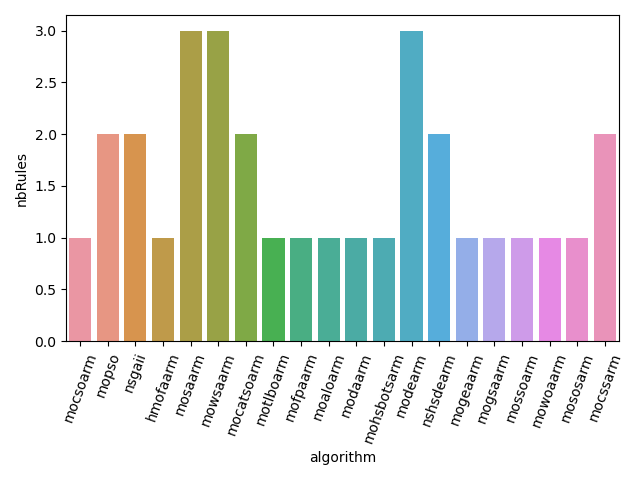 3.0
2.5
2.0
1.5
1.0
0.5
0.0
nbRules
mocsoarm
mopso
nsgaii
hmofaarm
mosaarm
mowsaarm
mocatsoarm
motlboarm
mofpaarm
moaloarm
modaarm
mohsbotsarm
modearm
nshsdearm
mogeaarm
mogsaarm
mossoarm
mowoaarm
mososarm
mocssarm
algorithm